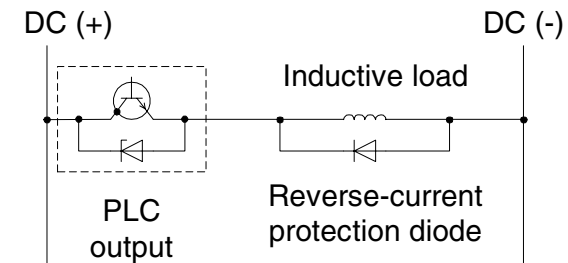 DC (+)
DC (-)
Inductive load
PLC
output
Reverse-current
protection diode